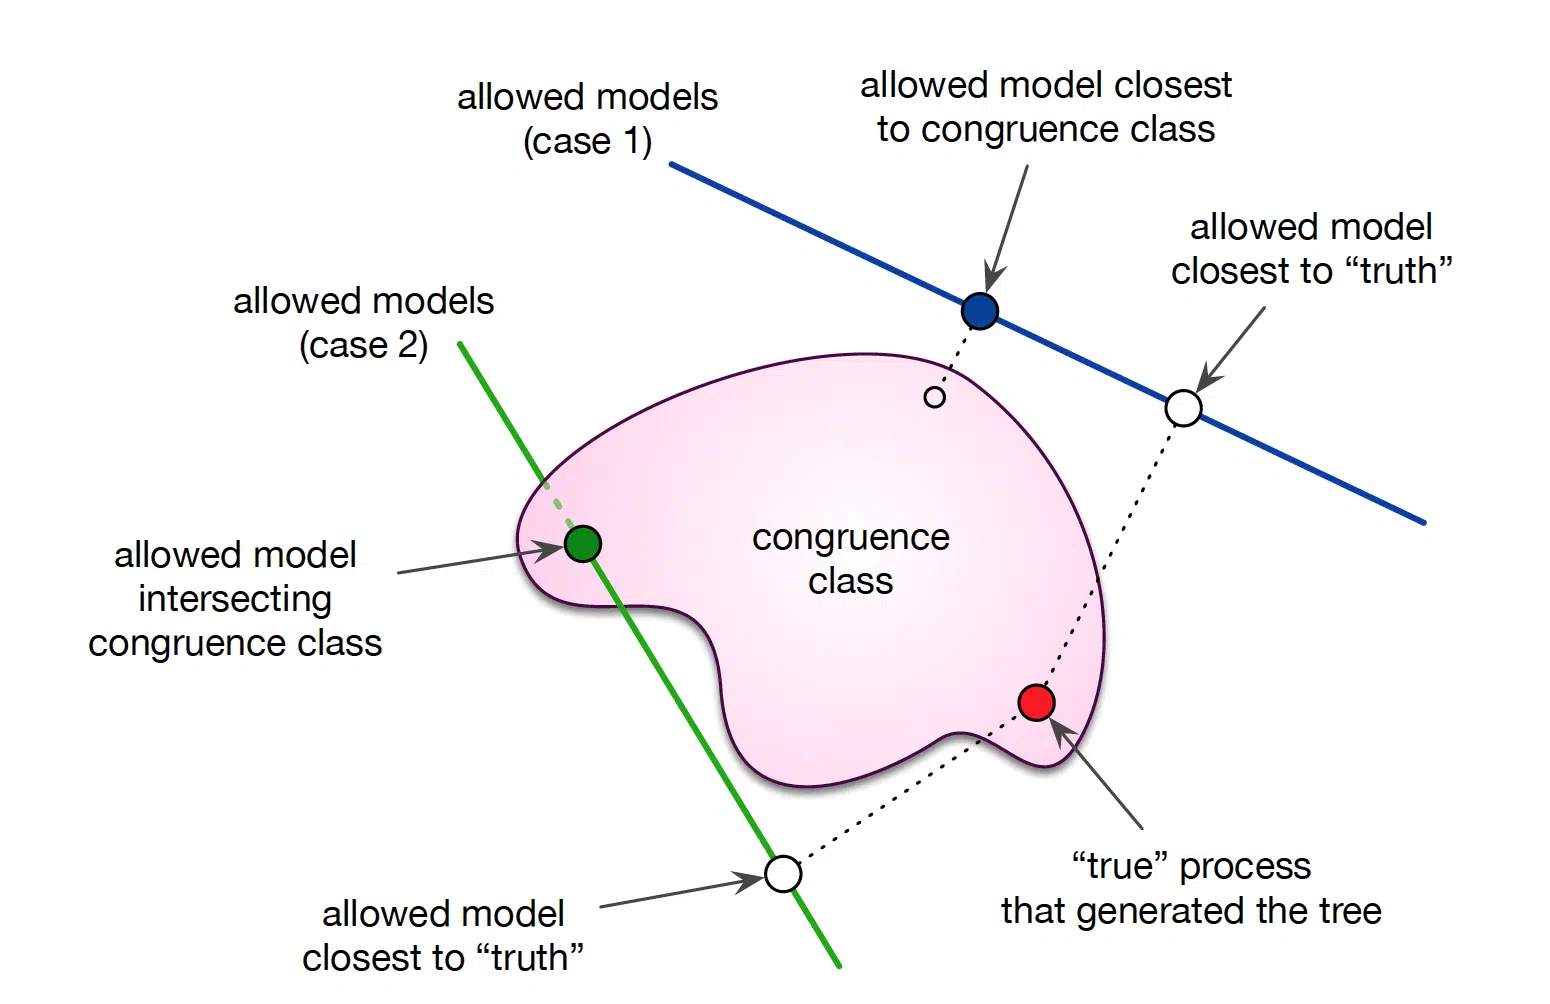 allowed models
(case 1)
allowed model closest
to congruence class
allowed model
closest to “truth”
allowed models
(case 2)
congruence
class
allowed model
intersecting
congruence class
“true” process
that generated the tree
allowed model
closest to “truth”